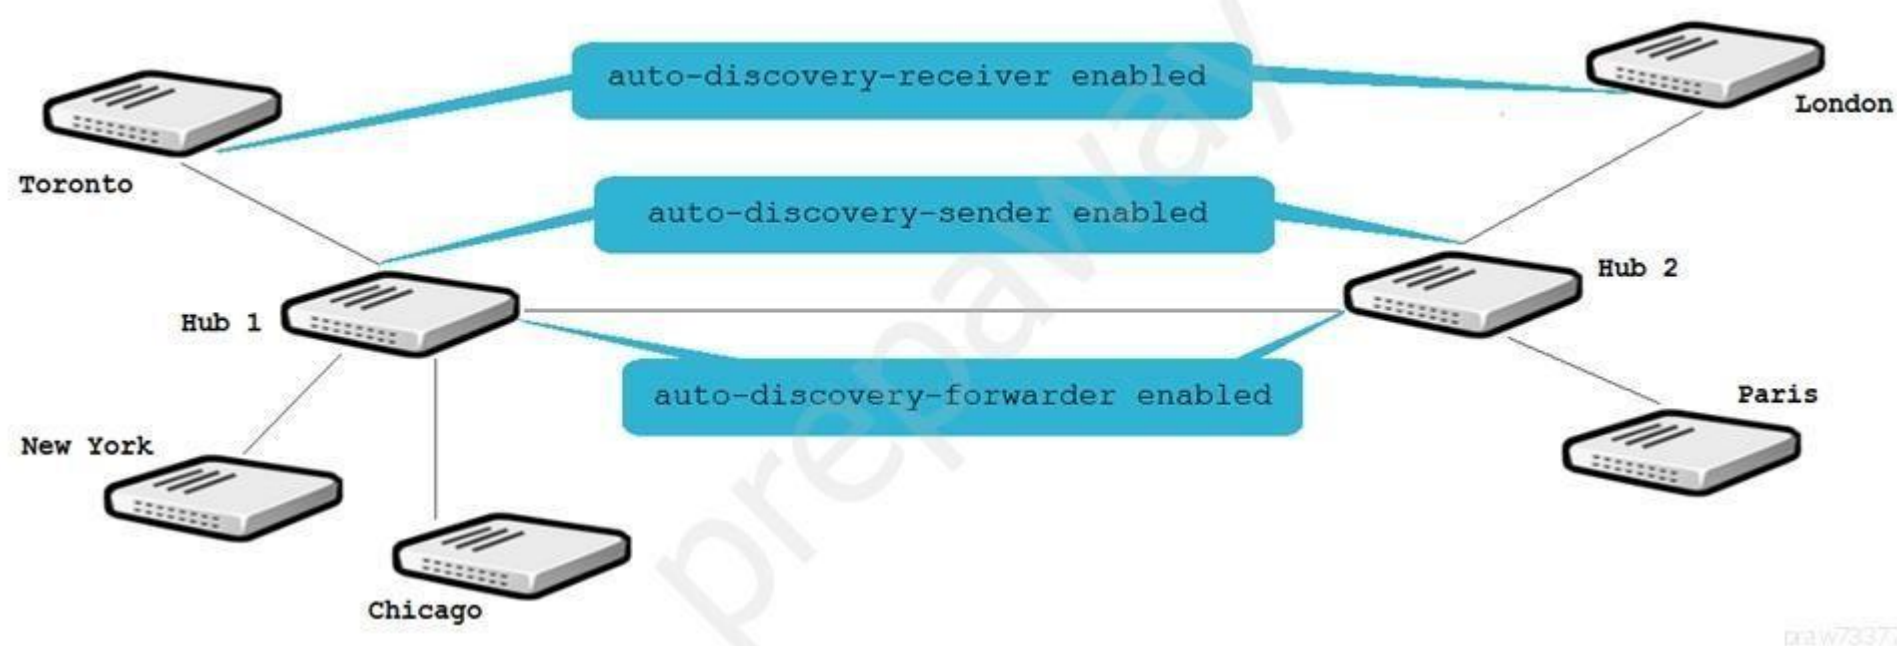 auto-discovery-receiver enabled
London
Toronto
auto-discovery-sender enabled
Hub 2
Hub 1
auto-discovery-forwarder enabled
Paris
New York
Chicago
prepaway